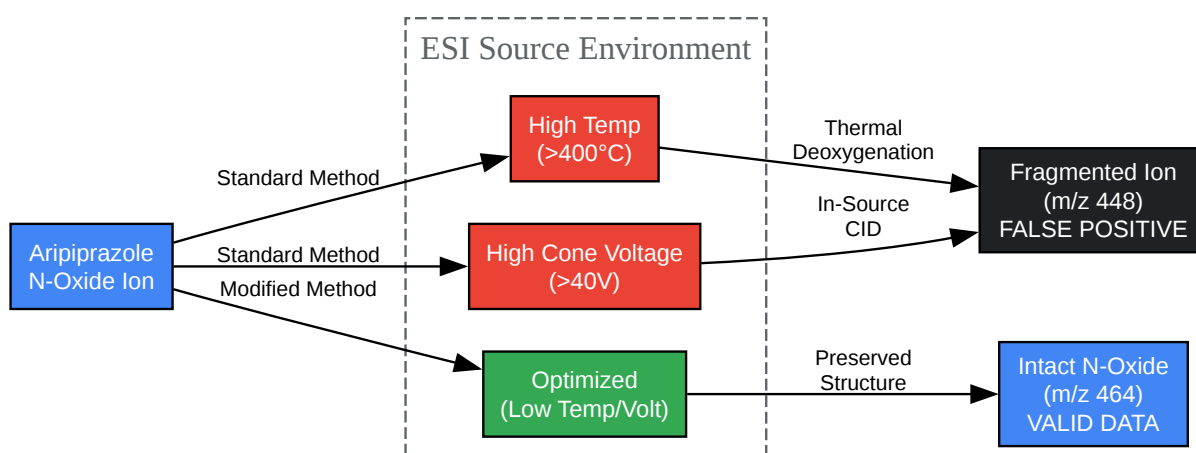 ESI Source Environment
High Temp
(>400°C)
Thermal
Deoxygenation
Standard Method
Fragmented Ion
(m/z 448)
FALSE POSITIVE
In-Source
CID
Aripiprazole
N-Oxide Ion
Standard Method
High Cone Voltage
(>40V)
Modified Method
Optimized
(Low Temp/Volt)
Preserved
Structure
Intact N-Oxide
(m/z 464)
VALID DATA